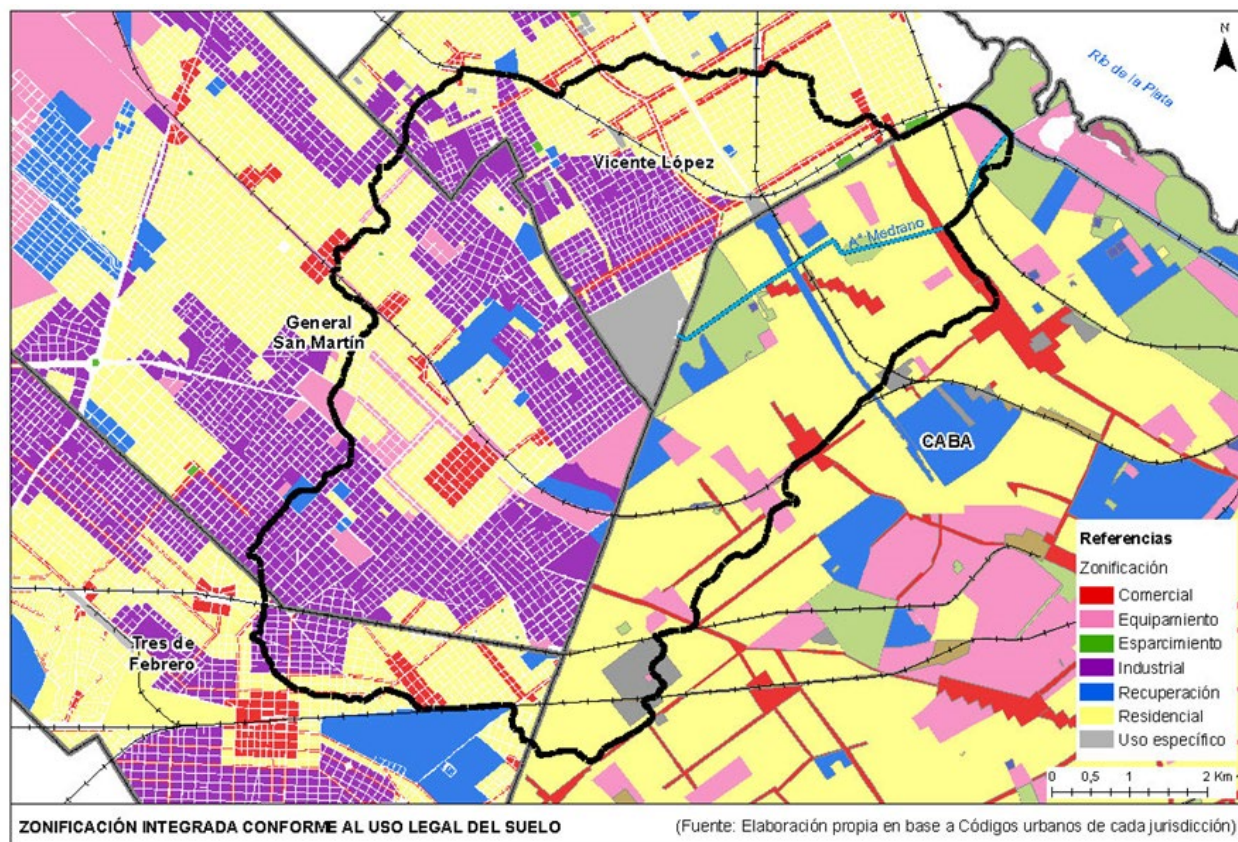 N
Río de la Plata
Vicente López
Aº Medrano
General
San Martín
CABA
Tres de
Febrero
Referencias
Zonificación
Comercial
Equipamiento
Esparcimiento
Industrial
Recuperación
Residencial
Uso específico
0 0,5 1 2 Km
ZONIFICACIÓN INTEGRADA CONFORME AL USO LEGAL DEL SUELO (Fuente: Elaboración propia en base a Códigos urbanos de cada jurisdicción)